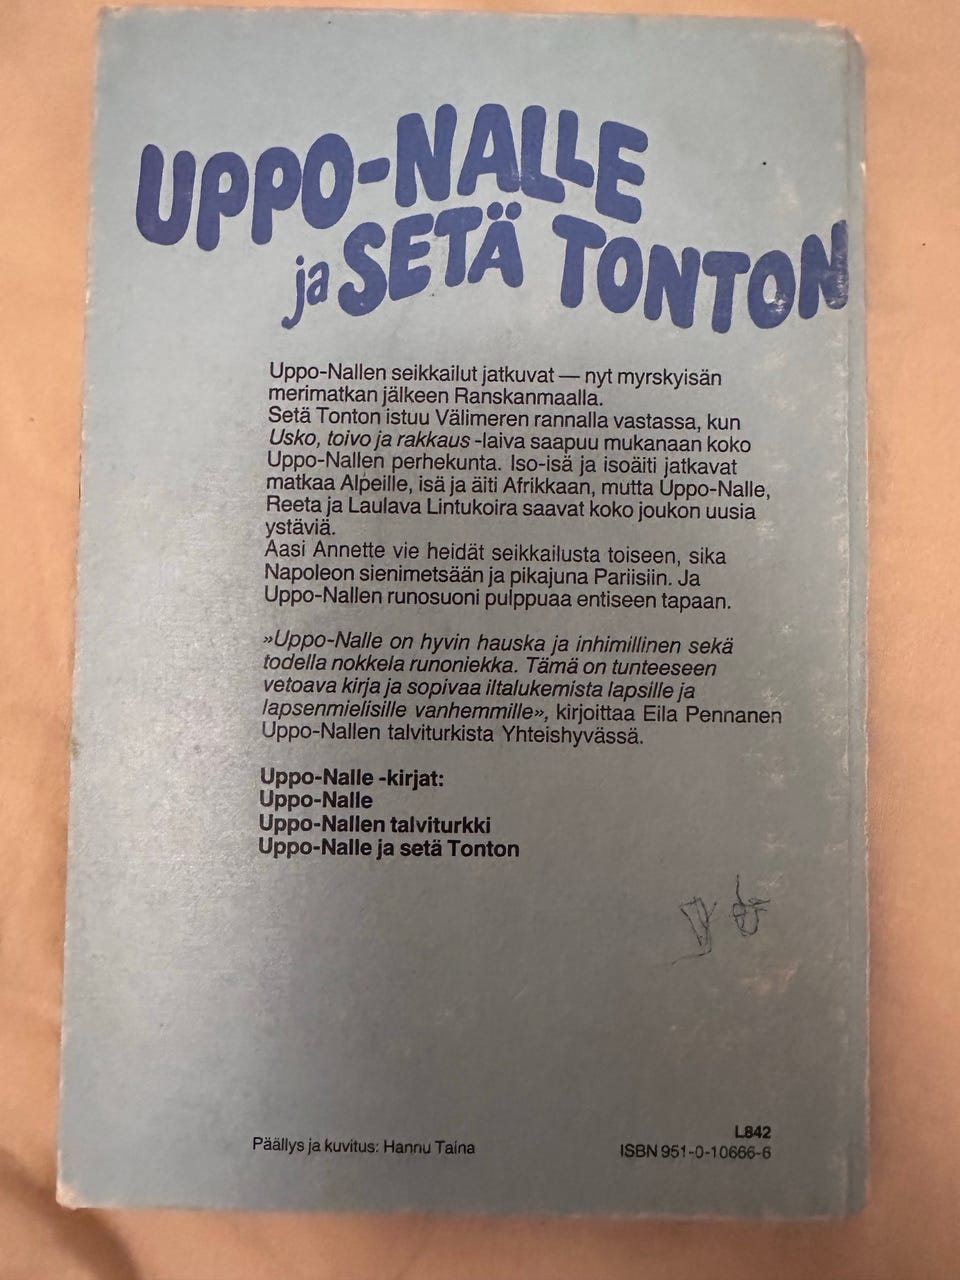 UPPO-NALLE
ja SETÄ TONTON
Uppo-Nallen seikkailut jatkuvat — nyt myrskyisän
merimatkan jälkeen Ranskanmaalla.
Setä Tonton istuu Välimeren rannalla vastassa, kun
Usko, toivo ja rakkaus -laiva saapuu mukanaan koko
Uppo-Nallen perhekunta. Iso-isä ja isoäiti jatkavat
matkaa Alpeille, isä ja äiti Afrikkaan, mutta Uppo-Nalle,
Reeta ja Laulava Lintukoira saavat koko joukon uusia
ystäviä.
Aasi Annette vie heidät seikkailusta toiseen, sika
Napoleon sienimetsään ja pikajuna Pariisiin. Ja
Uppo-Nallen runosuoni pulppuaa entiseen tapaan.
»Uppo-Nalle on hyvin hauska ja inhimillinen sekä
todella nokkela runoniekka. Tämä on tunteeseen
vetoava kirja ja sopivaa iltalukemista lapsille ja
lapsenmielisille vanhemmille», kirjoittaa Eila Pennanen
Uppo-Nallen talviturkista Yhteishyvässä.
Uppo-Nalle -kirjat:
Uppo-Nalle
Uppo-Nallen talviturkki
Uppo-Nalle ja setä Tonton
Päällys ja kuvitus: Hannu Taina
L842
ISBN 951-0-10666-6